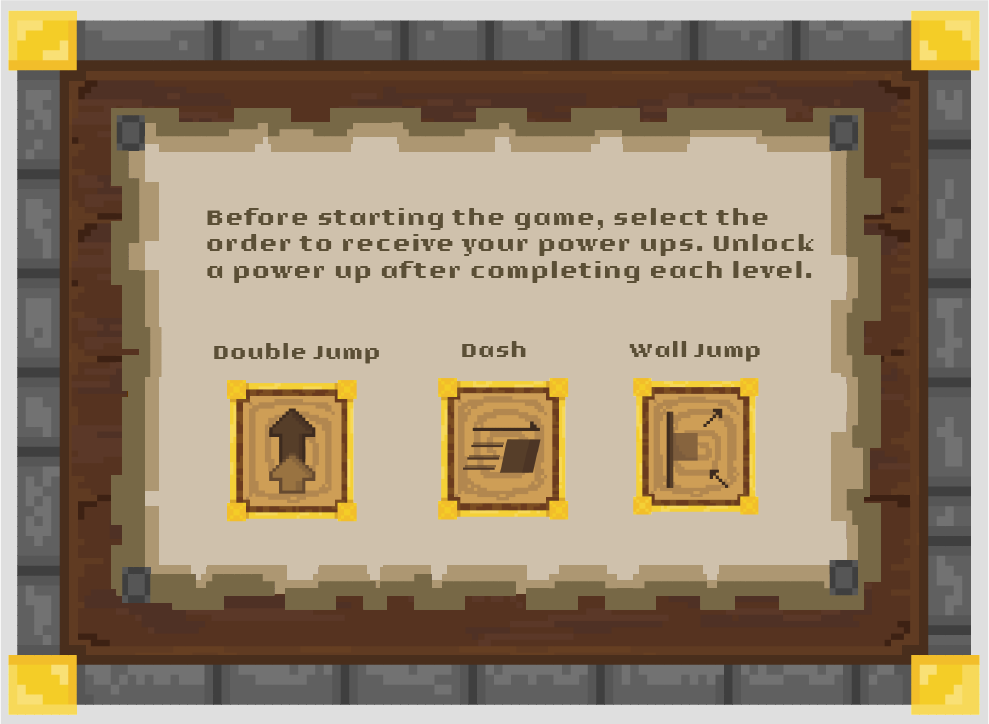 Before starting the game, select the
order to receive your power ups. Unlock
a power up after completing each level.
Double Jump
Dash
Wall Jump